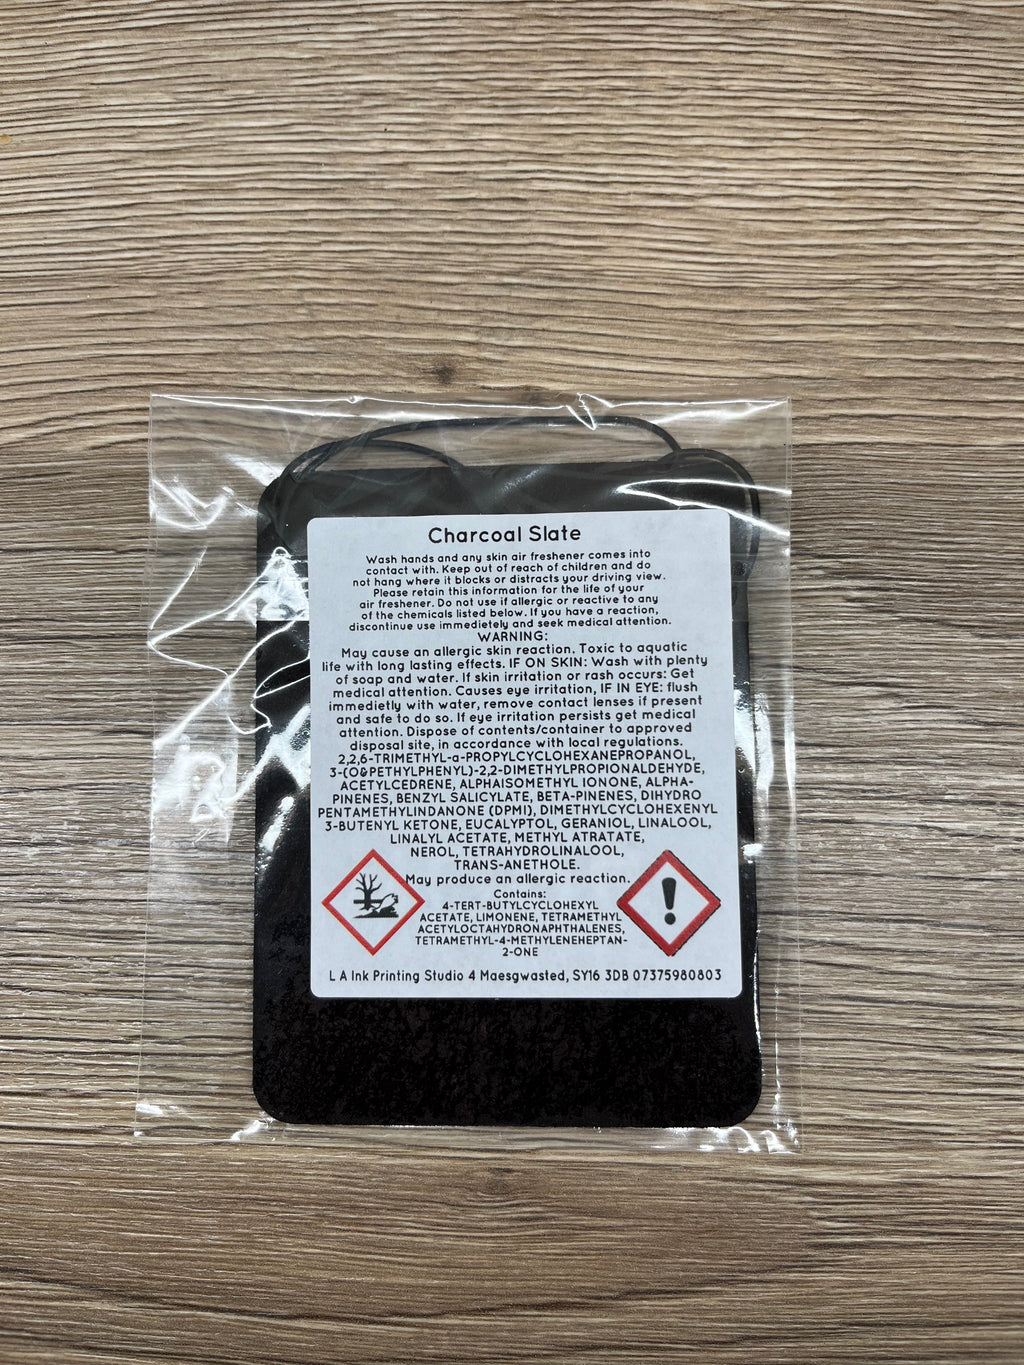 Charcoal Slate
Wash hands and any skin air freshener comes into
contact with. Keep out of reach of children and do
not hang where it blocks or distracts your driving view.
Please retain this information for the life of your
air freshener. Do not use if allergic or reactive to any
of the chemicals listed below. If you have a reaction,
discontinue use immedietely and seek medical attention.
WARNING:
May cause an allergic skin reaction. Toxic to aquatic
life with long lasting effects. IF ON SKIN: Wash with plenty
of soap and water. If skin irritation or rash occurs: Get
medical attention. Causes eye irritation, IF IN EYE: flush
immedietly with water, remove contact lenses if present
and safe to do so. If eye irritation persists get medical
attention. Dispose of contents/container to approved
disposal site, in accordance with local regulations.
2,2,6-TRIMETHYL-a-PROPYLCYCLOHEXANEPROPANOL,
3-(O&PETHYLPHENYL)-2,2-DIMETHYLPROPIONALDEHYDE,
ACETYLCEDRENE, ALPHAISOMETHYL IONONE, ALPHA-
PINENES, BENZYL SALICYLATE, BETA-PINENES, DIHYDRO
PENTAMETHYLINDANONE (DPMI), DIMETHYLCYCLOHEXENYL
3-BUTENYL KETONE, EUCALYPTOL, GERANIOL, LINALOOL,
LINALYL ACETATE, METHYL ATRATATE,
NEROL, TETRAHYDROLINALOOL,
TRANS-ANETHOLE.
May produce an allergic reaction.
Contains:
4-TERT-BUTYLCYCLOHEXYL
ACETATE, LIMONENE, TETRAMETHYL
ACETYLOCTAHYDRONAPHTHALENES,
TETRAMETHYL-4-METHYLENEHEPTAN-
2-ONE
L A Ink Printing Studio 4 Maesgwasted, SY16 3DB 07375980803